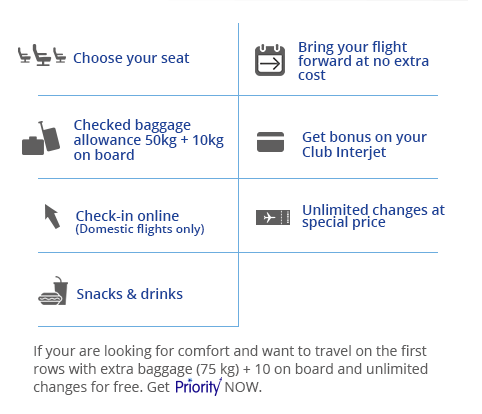 Choose your seat
Bring your flight
forward at no extra
cost
Checked baggage
allowance 50kg + 10kg
on board
Get bonus on your
Club Interjet
Check-in online
(Domestic flights only)
Unlimited changes at
special price
Snacks & drinks
If your are looking for comfort and want to travel on the first
rows with extra baggage (75 kg) + 10 on board and unlimited
changes for free. Get Priority NOW.